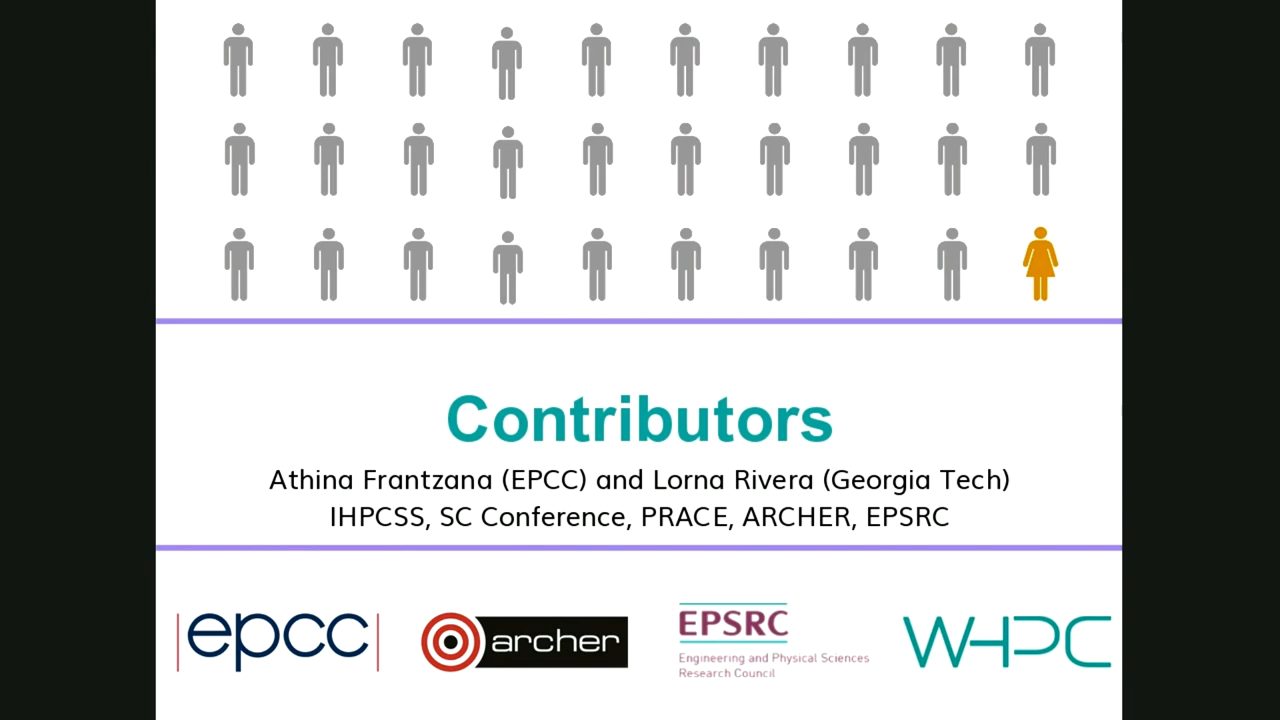 Contributors
Athina Frantzana (EPCC) and Lorna Rivera (Georgia Tech)
IHPCSS, SC Conference, PRACE, ARCHER, EPSRC
epcc
archer
EPSRC
Engineering and Physical Sciences
Research Council
WHPC